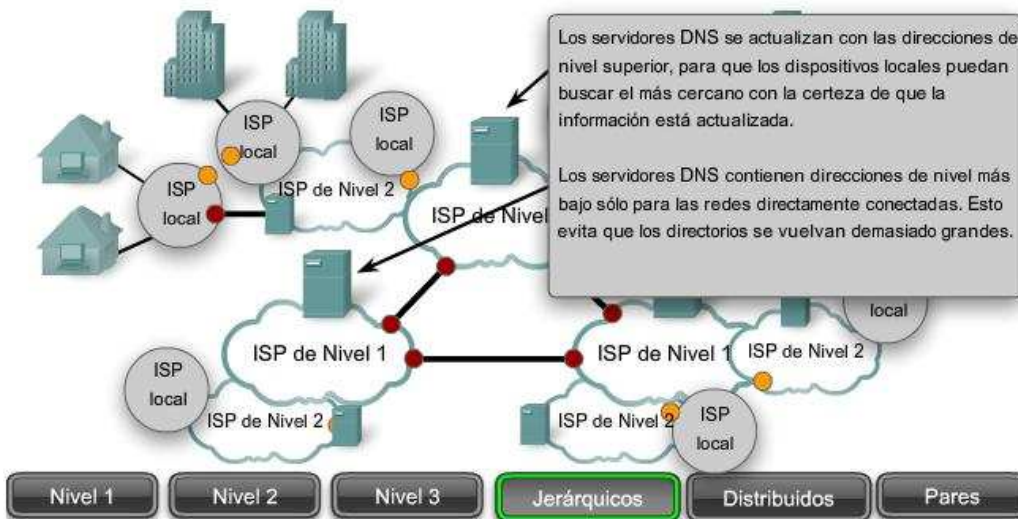 Los servidores DNS se actualizan con las direcciones de
nivel superior, para que los dispositivos locales puedan
buscar el más cercano con la certeza de que la
información está actualizada.
Los servidores DNS contienen direcciones de nivel más
bajo sólo para las redes directamente conectadas. Esto
evita que los directorios se vuelvan demasiado grandes.
ISP
local
ISP
local
ISP
local
ISP de Nivel 2
ISP de Nivel
ISP de Nivel 1
ISP de Nivel 1
ISP de Nivel 2
local
ISP
local
ISP de Nivel 2
ISP de Nivel 2
ISP
local
Nivel 1
Nivel 2
Nivel 3
Jerárquicos
Distribuidos
Pares